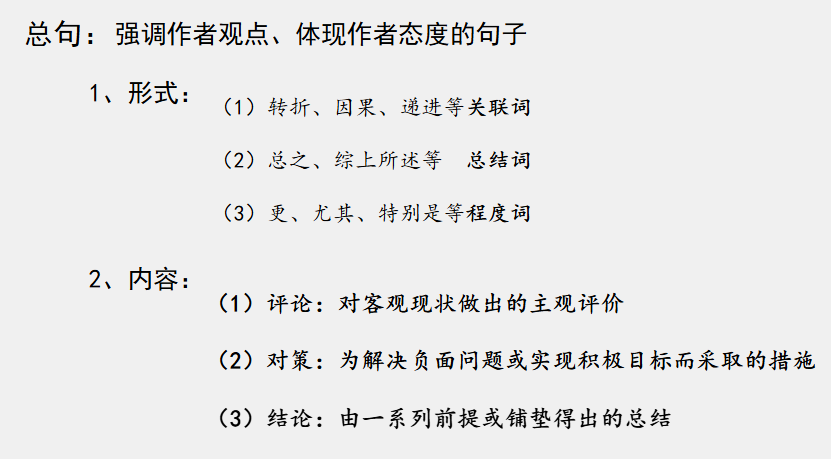 总句：强调作者观点、体现作者态度的句子
1、形式：
（1）转折、因果、递进等关联词
（2）总之、综上所述等 总结词
（3）更、尤其、特别是等程度词
2、内容：
（1）评论：对客观现状做出的主观评价
（2）对策：为解决负面问题或实现积极目标而采取的措施
（3）结论：由一系列前提或铺垫得出的总结